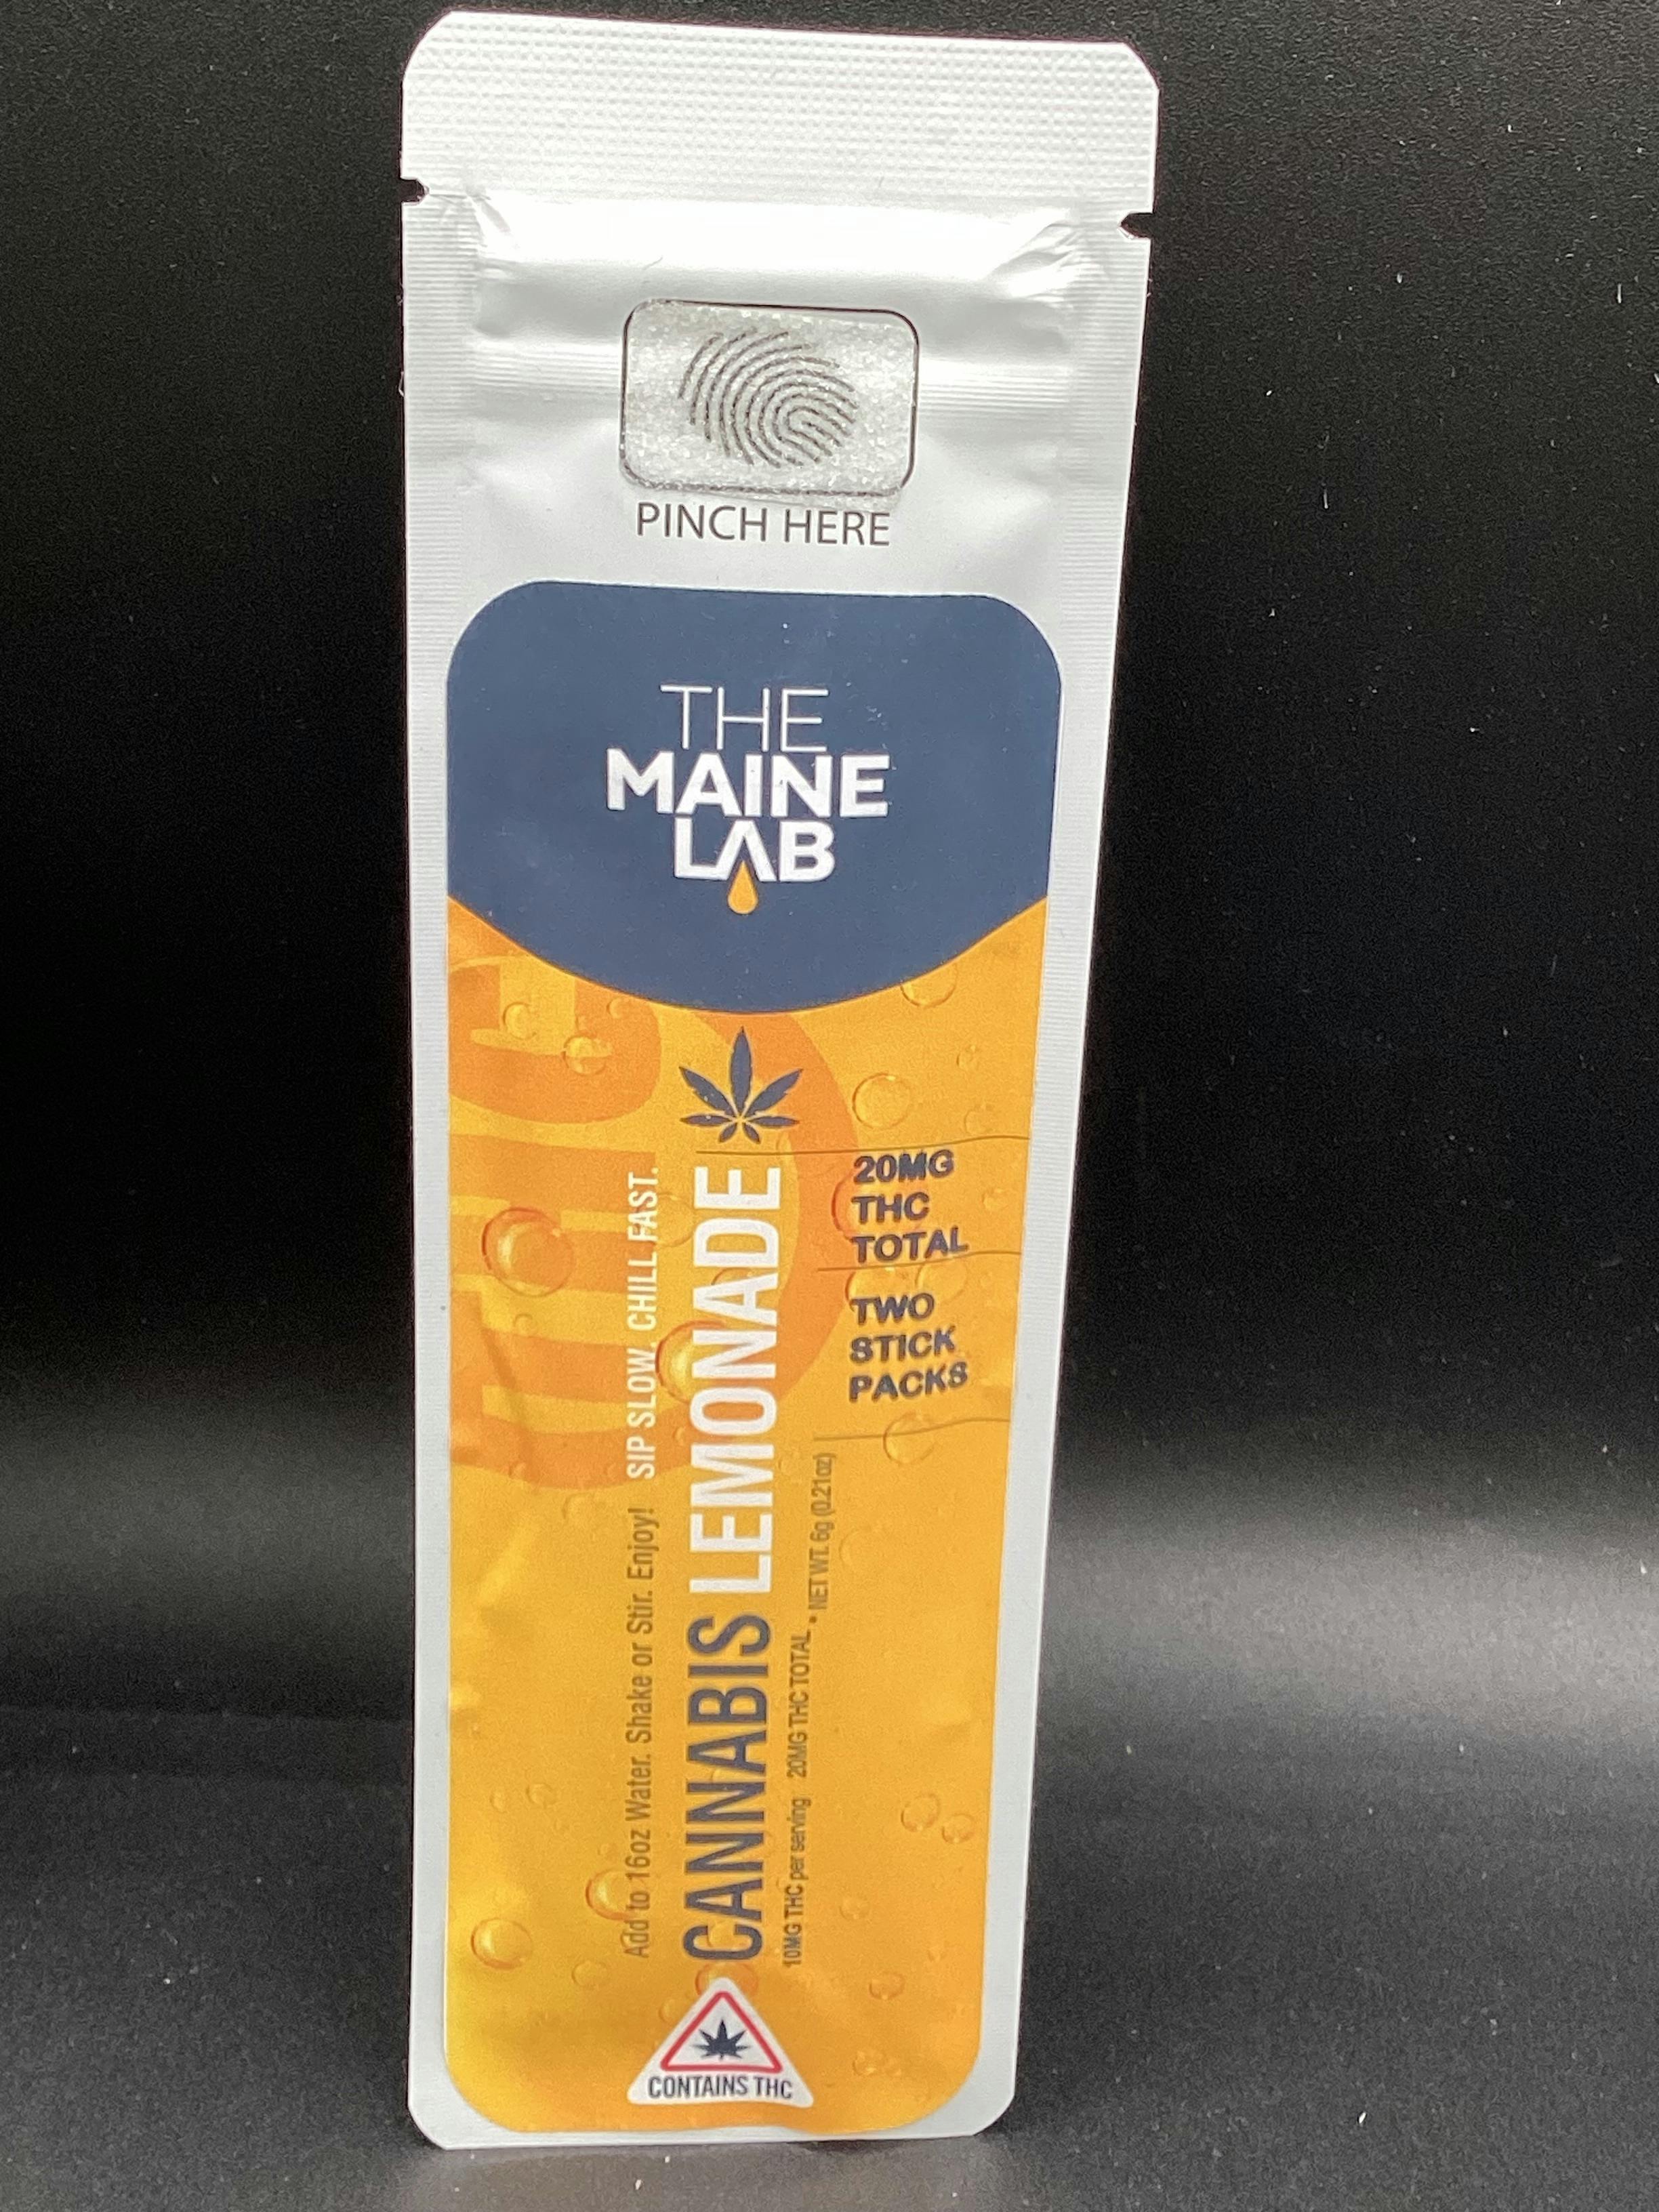 PINCH HERE
THE
MAINE
LAB
20MG
THC
TOTAL
TWO
STICK
PACKS
Add to 16oz Water. Shake or Stir. Enjoy! SIP SLOW. CHILL FAST.
CANNABIS LEMONADE
10MG THC per serving 20MG THC TOTAL • NET WT. 6g (0.21oz)
CONTAINS THC